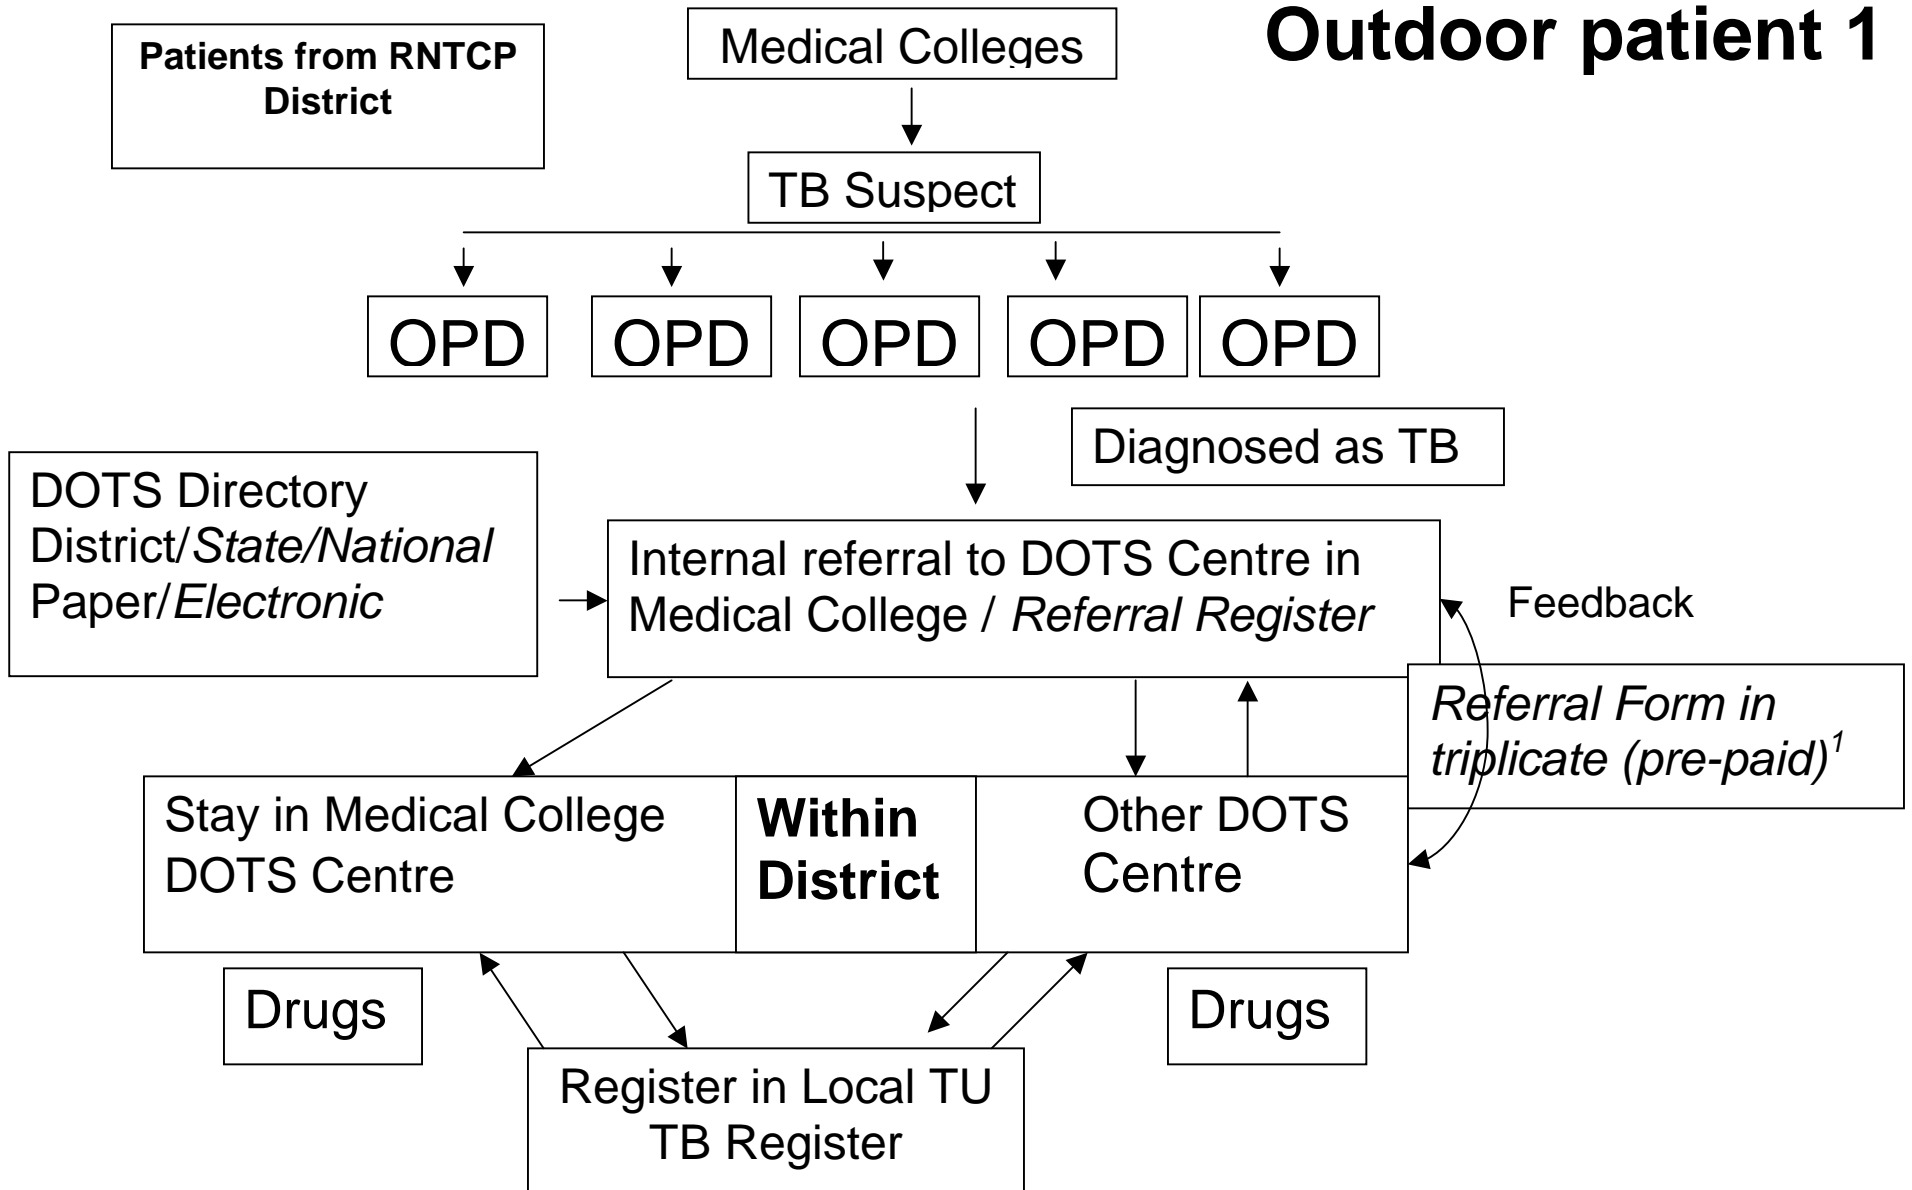 Outdoor patient 1
Patients from RNTCP
District
Medical Colleges
TB Suspect
OPD
OPD
OPD
OPD
OPD
Diagnosed as TB
DOTS Directory
District/State/National
Paper/Electronic
Internal referral to DOTS Centre in
Medical College / Referral Register
Feedback
Referral Form in
triplicate (pre-paid)¹
Stay in Medical College
DOTS Centre
Within
District
Other DOTS
Centre
Drugs
Drugs
Register in Local TU
TB Register